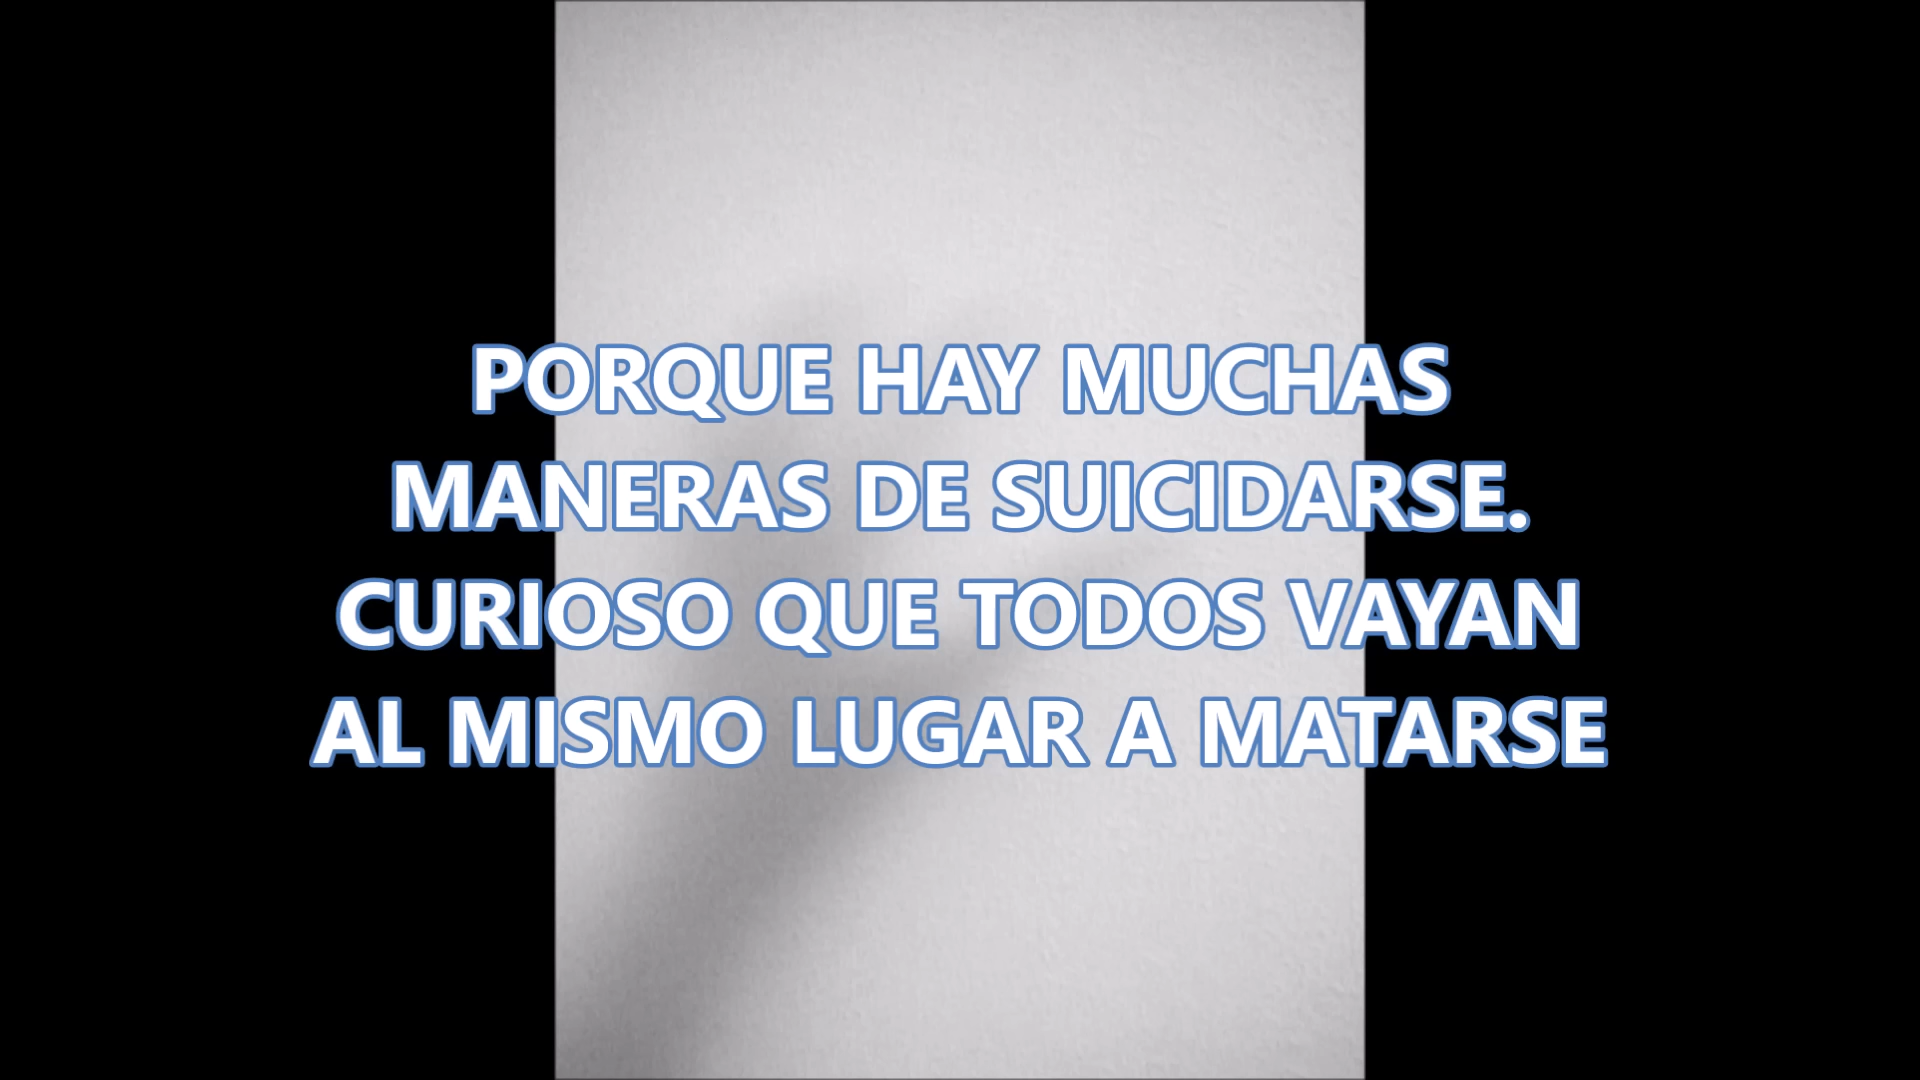 PORQUE HAY MUCHAS
MANERAS DE SUICIDARSE.
CURIOSO QUE TODOS VAYAN
AL MISMO LUGAR A MATARSE